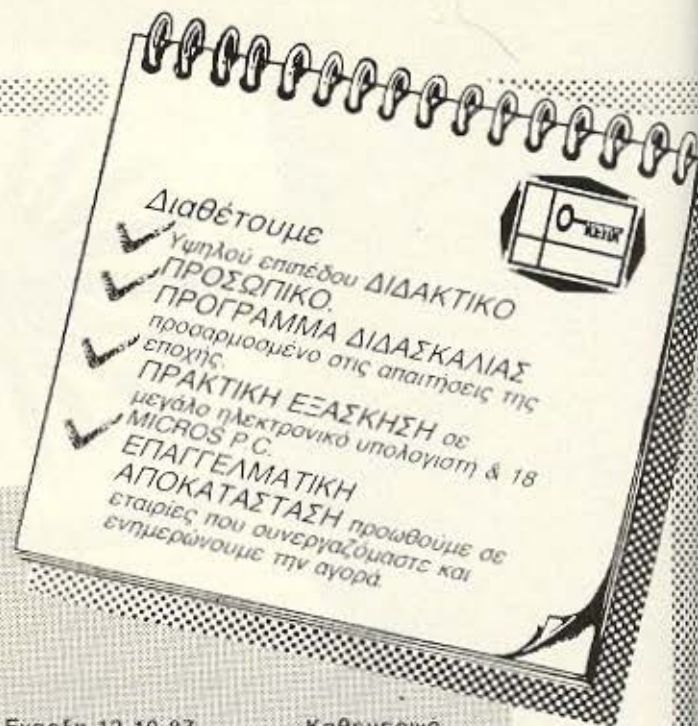 Διαθέτουμε
Υψηλού επιπέδου ΔΙΔΑΚΤΙΚΟ
ΠΡΟΣΩΠΙΚΟ.
ΠΡΟΓΡΑΜΜΑ ΔΙΔΑΣΚΑΛΙΑΣ
προσαρμοσμένο στις απαιτήσεις της
εποχής.
ΠΡΑΚΤΙΚΗ ΕΞΑΣΚΗΣΗ σε
μεγάλο ηλεκτρονικό υπολογιστή & 18
MICROS P.C.
ΕΠΑΓΓΕΛΜΑΤΙΚΗ
ΑΠΟΚΑΤΑΣΤΑΣΗ προωθούμε σε
εταιρίες που συνεργαζόμαστε και
ενημερώνουμε την αγορά.